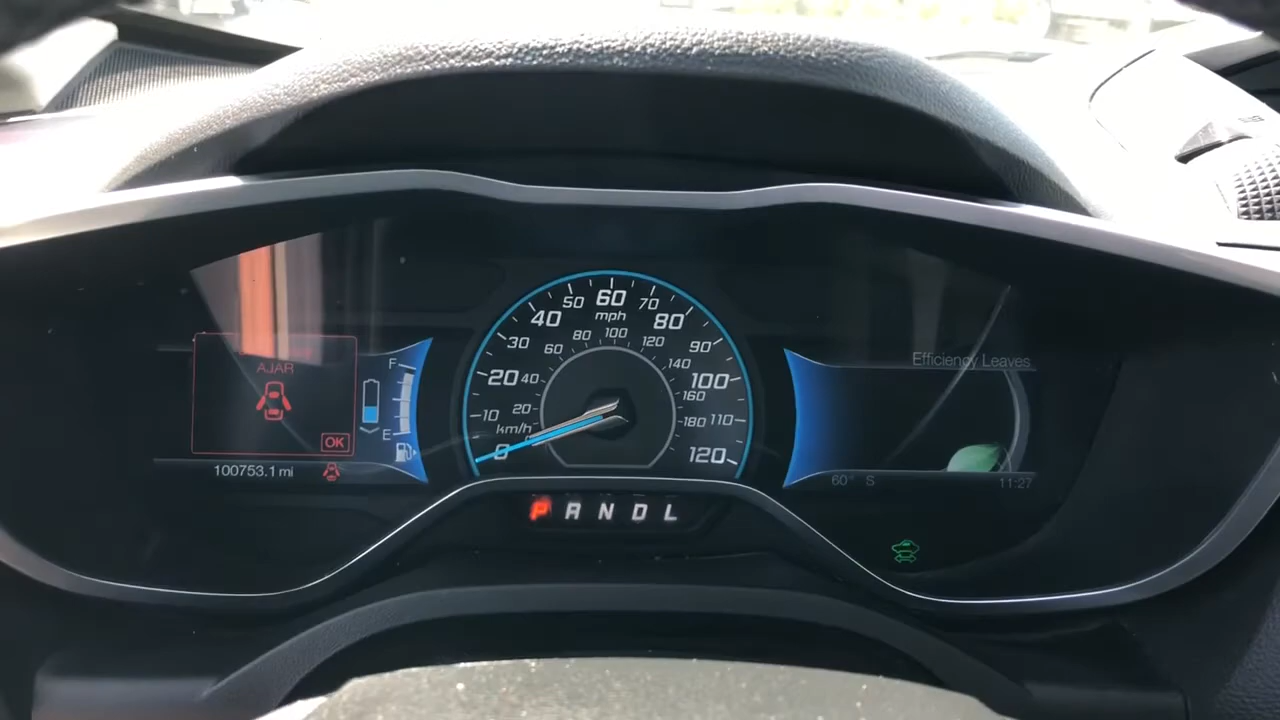 AJAR
OK
100753.1 mi
F
E
0
10
20
30
40
50
60
70
80
90
100
110
120
mph
km/h
20
40
60
80
100
120
140
160
180
P R N D L
Efficiency Leaves
60° S
11:27